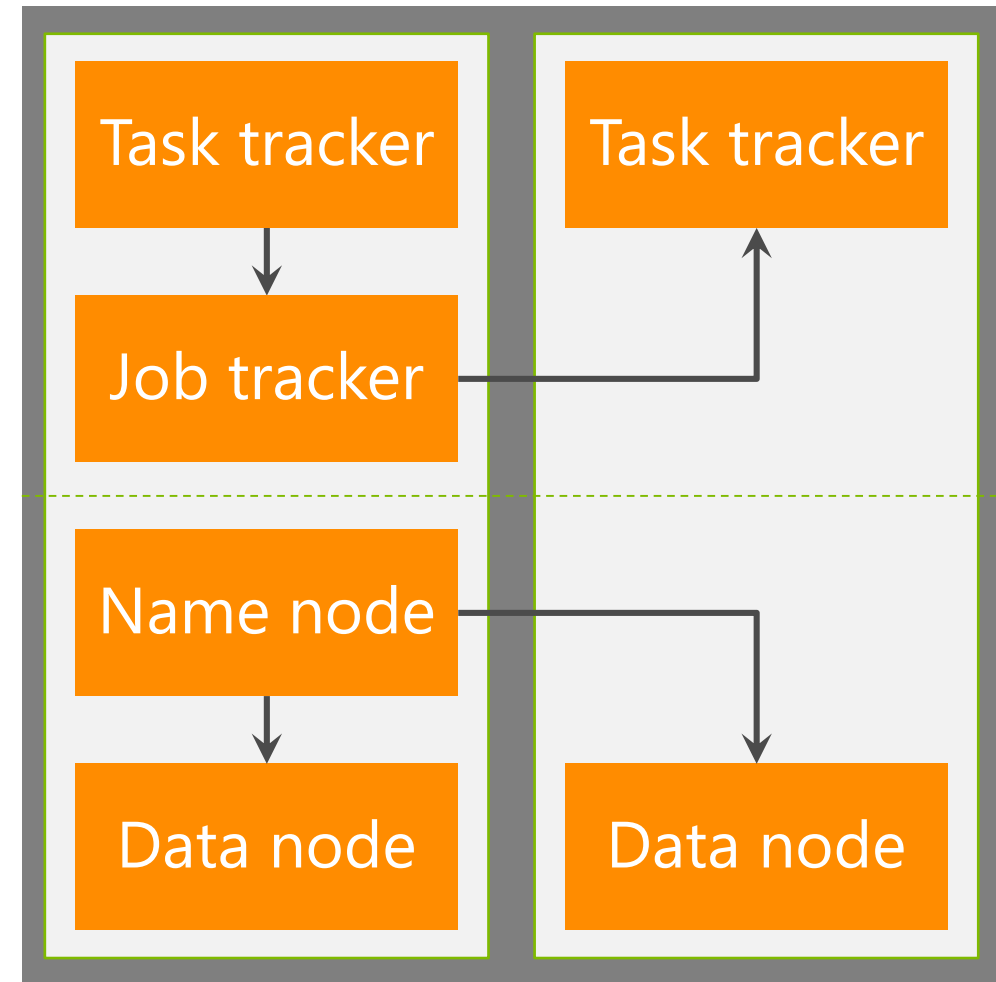 Task tracker
Task tracker
Job tracker
Name node
Data node
Data node